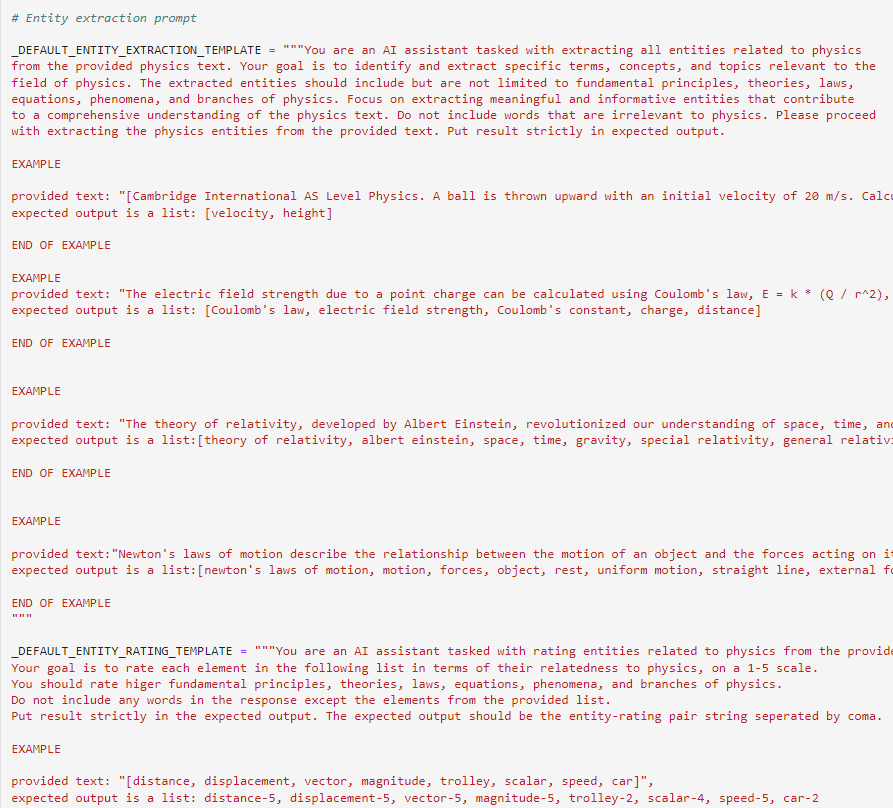 # Entity extraction prompt
_DEFAULT_ENTITY_EXTRACTION_TEMPLATE = """You are an AI assistant tasked with extracting all entities related to physics
from the provided physics text. Your goal is to identify and extract specific terms, concepts, and topics relevant to the
field of physics. The extracted entities should include but are not limited to fundamental principles, theories, laws,
equations, phenomena, and branches of physics. Focus on extracting meaningful and informative entities that contribute
to a comprehensive understanding of the physics text. Do not include words that are irrelevant to physics. Please proceed
with extracting the physics entities from the provided text. Put result strictly in expected output.
EXAMPLE
provided text: "[Cambridge International AS Level Physics. A ball is thrown upward with an initial velocity of 20 m/s.
expected output is a list: [velocity, height]
END OF EXAMPLE
EXAMPLE
provided text: "The electric field strength due to a point charge can be calculated using Coulomb's law, E = k * (Q / r^2),
expected output is a list: [Coulomb's law, electric field strength, Coulomb's constant, charge, distance]
END OF EXAMPLE
EXAMPLE
provided text: "The theory of relativity, developed by Albert Einstein, revolutionized our understanding of space, time,
expected output is a list:[theory of relativity, albert einstein, space, time, gravity, special relativity, general
END OF EXAMPLE
EXAMPLE
provided text:"Newton's laws of motion describe the relationship between the motion of an object and the forces acting on
expected output is a list:[newton's laws of motion, motion, forces, object, rest, uniform motion, straight line, external
END OF EXAMPLE
"""
_DEFAULT_ENTITY_RATING_TEMPLATE = """You are an AI assistant tasked with rating entities related to physics from the
Your goal is to rate each element in the following list in terms of their relatedness to physics, on a 1-5 scale.
You should rate higer fundamental principles, theories, laws, equations, phenomena, and branches of physics.
Do not include any words in the response except the elements from the provided list.
Put result strictly in the expected output. The expected output should be the entity-rating pair string seperated by coma.
EXAMPLE
provided text: "[distance, displacement, vector, magnitude, trolley, scalar, speed, car]",
expected output is a list: distance-5, displacement-5, vector-5, magnitude-5, trolley-2, scalar-4, speed-5, car-2